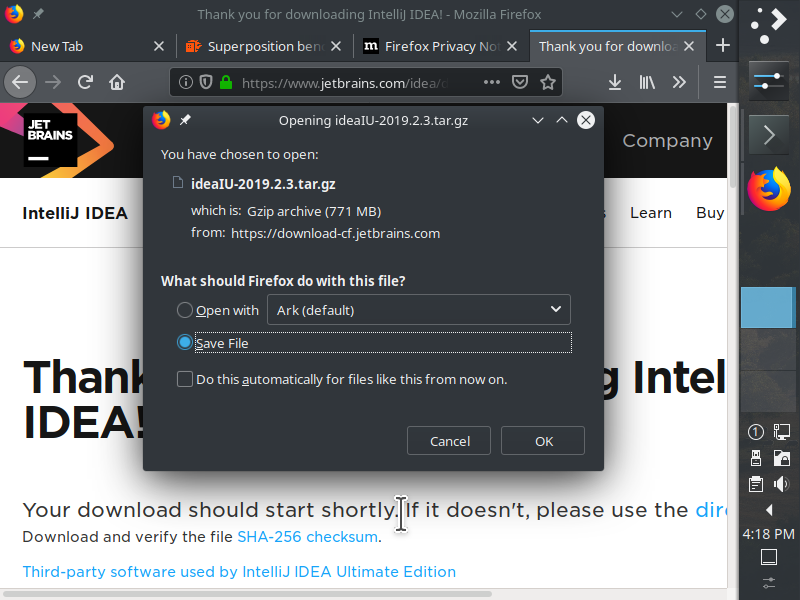 Thank you for downloading IntelliJ IDEA! - Mozilla Firefox
New Tab
Superposition ben
Firefox Privacy No
Thank you for downloa
https://www.jetbrains.com/idea/d
JET
BRAINS
Company
IntelliJ IDEA
Learn
Buy
Opening ideaIU-2019.2.3.tar.gz
You have chosen to open:
ideaIU-2019.2.3.tar.gz
which is: Gzip archive (771 MB)
from: https://download-cf.jetbrains.com
What should Firefox do with this file?
Open with
Ark (default)
Save File
Do this automatically for files like this from now on.
Cancel
OK
Thank
g Intel
IDEA!
Your download should start shortly. If it doesn't, please use the dire
Download and verify the file SHA-256 checksum.
Third-party software used by IntelliJ IDEA Ultimate Edition
1
4:18 PM